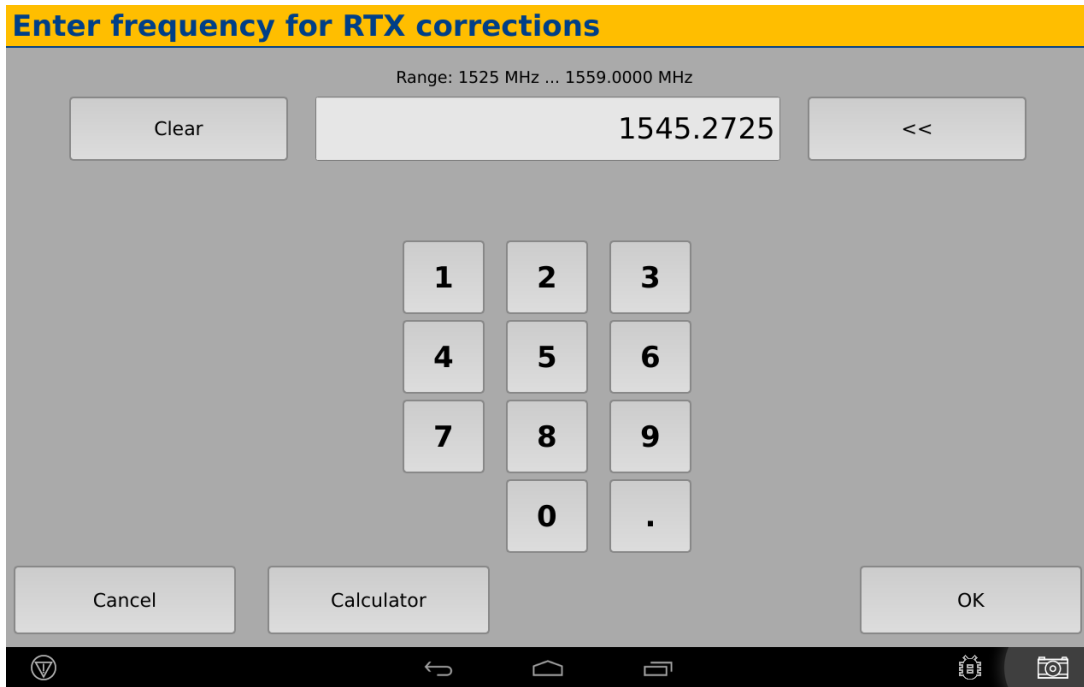 Enter frequency for RTX corrections
Range: 1525 MHz ... 1559.0000 MHz
Clear
1545.2725
<<
1 2 3
4 5 6
7 8 9
0 .
Cancel Calculator OK